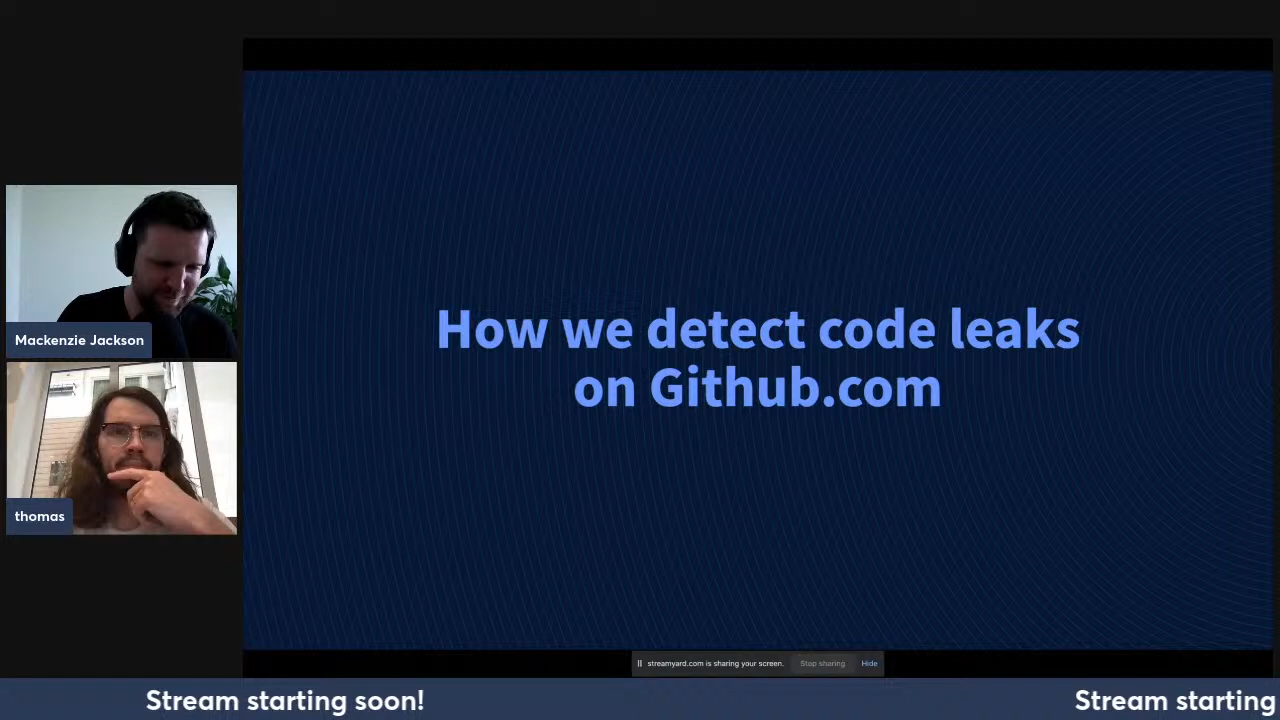 Mackenzie Jackson
thomas
How we detect code leaks
on Github.com
streamyard.com is sharing your screen. Stop sharing Hide
Stream starting soon! Stream starting